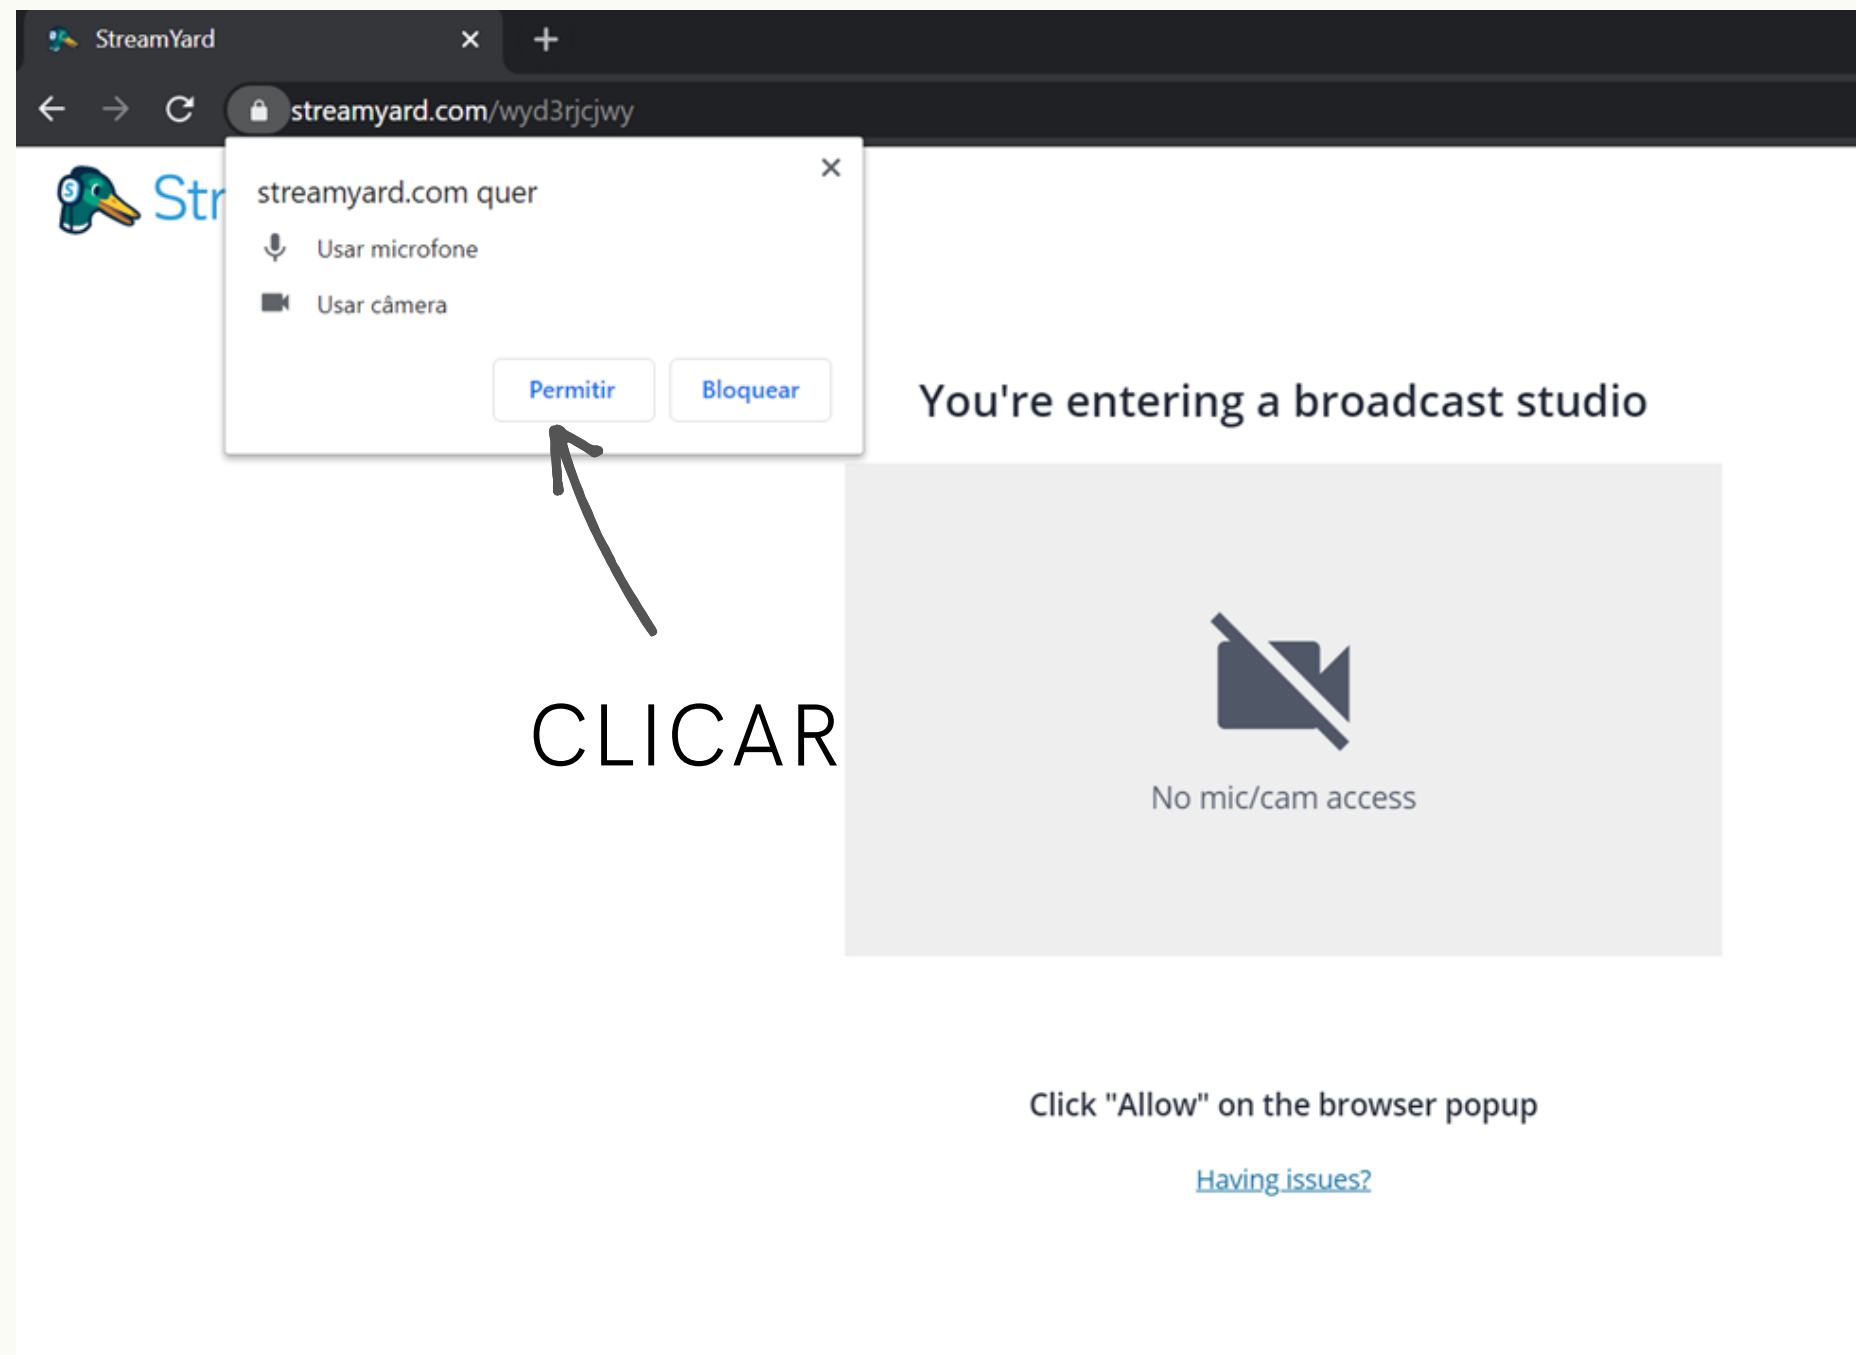 StreamYard
streamyard.com/wyd3rjcjwy
Str
streamyard.com quer
Usar microfone
Usar câmera
Permitir
Bloquear
You're entering a broadcast studio
CLICAR
No mic/cam access
Click "Allow" on the browser popup
Having issues?